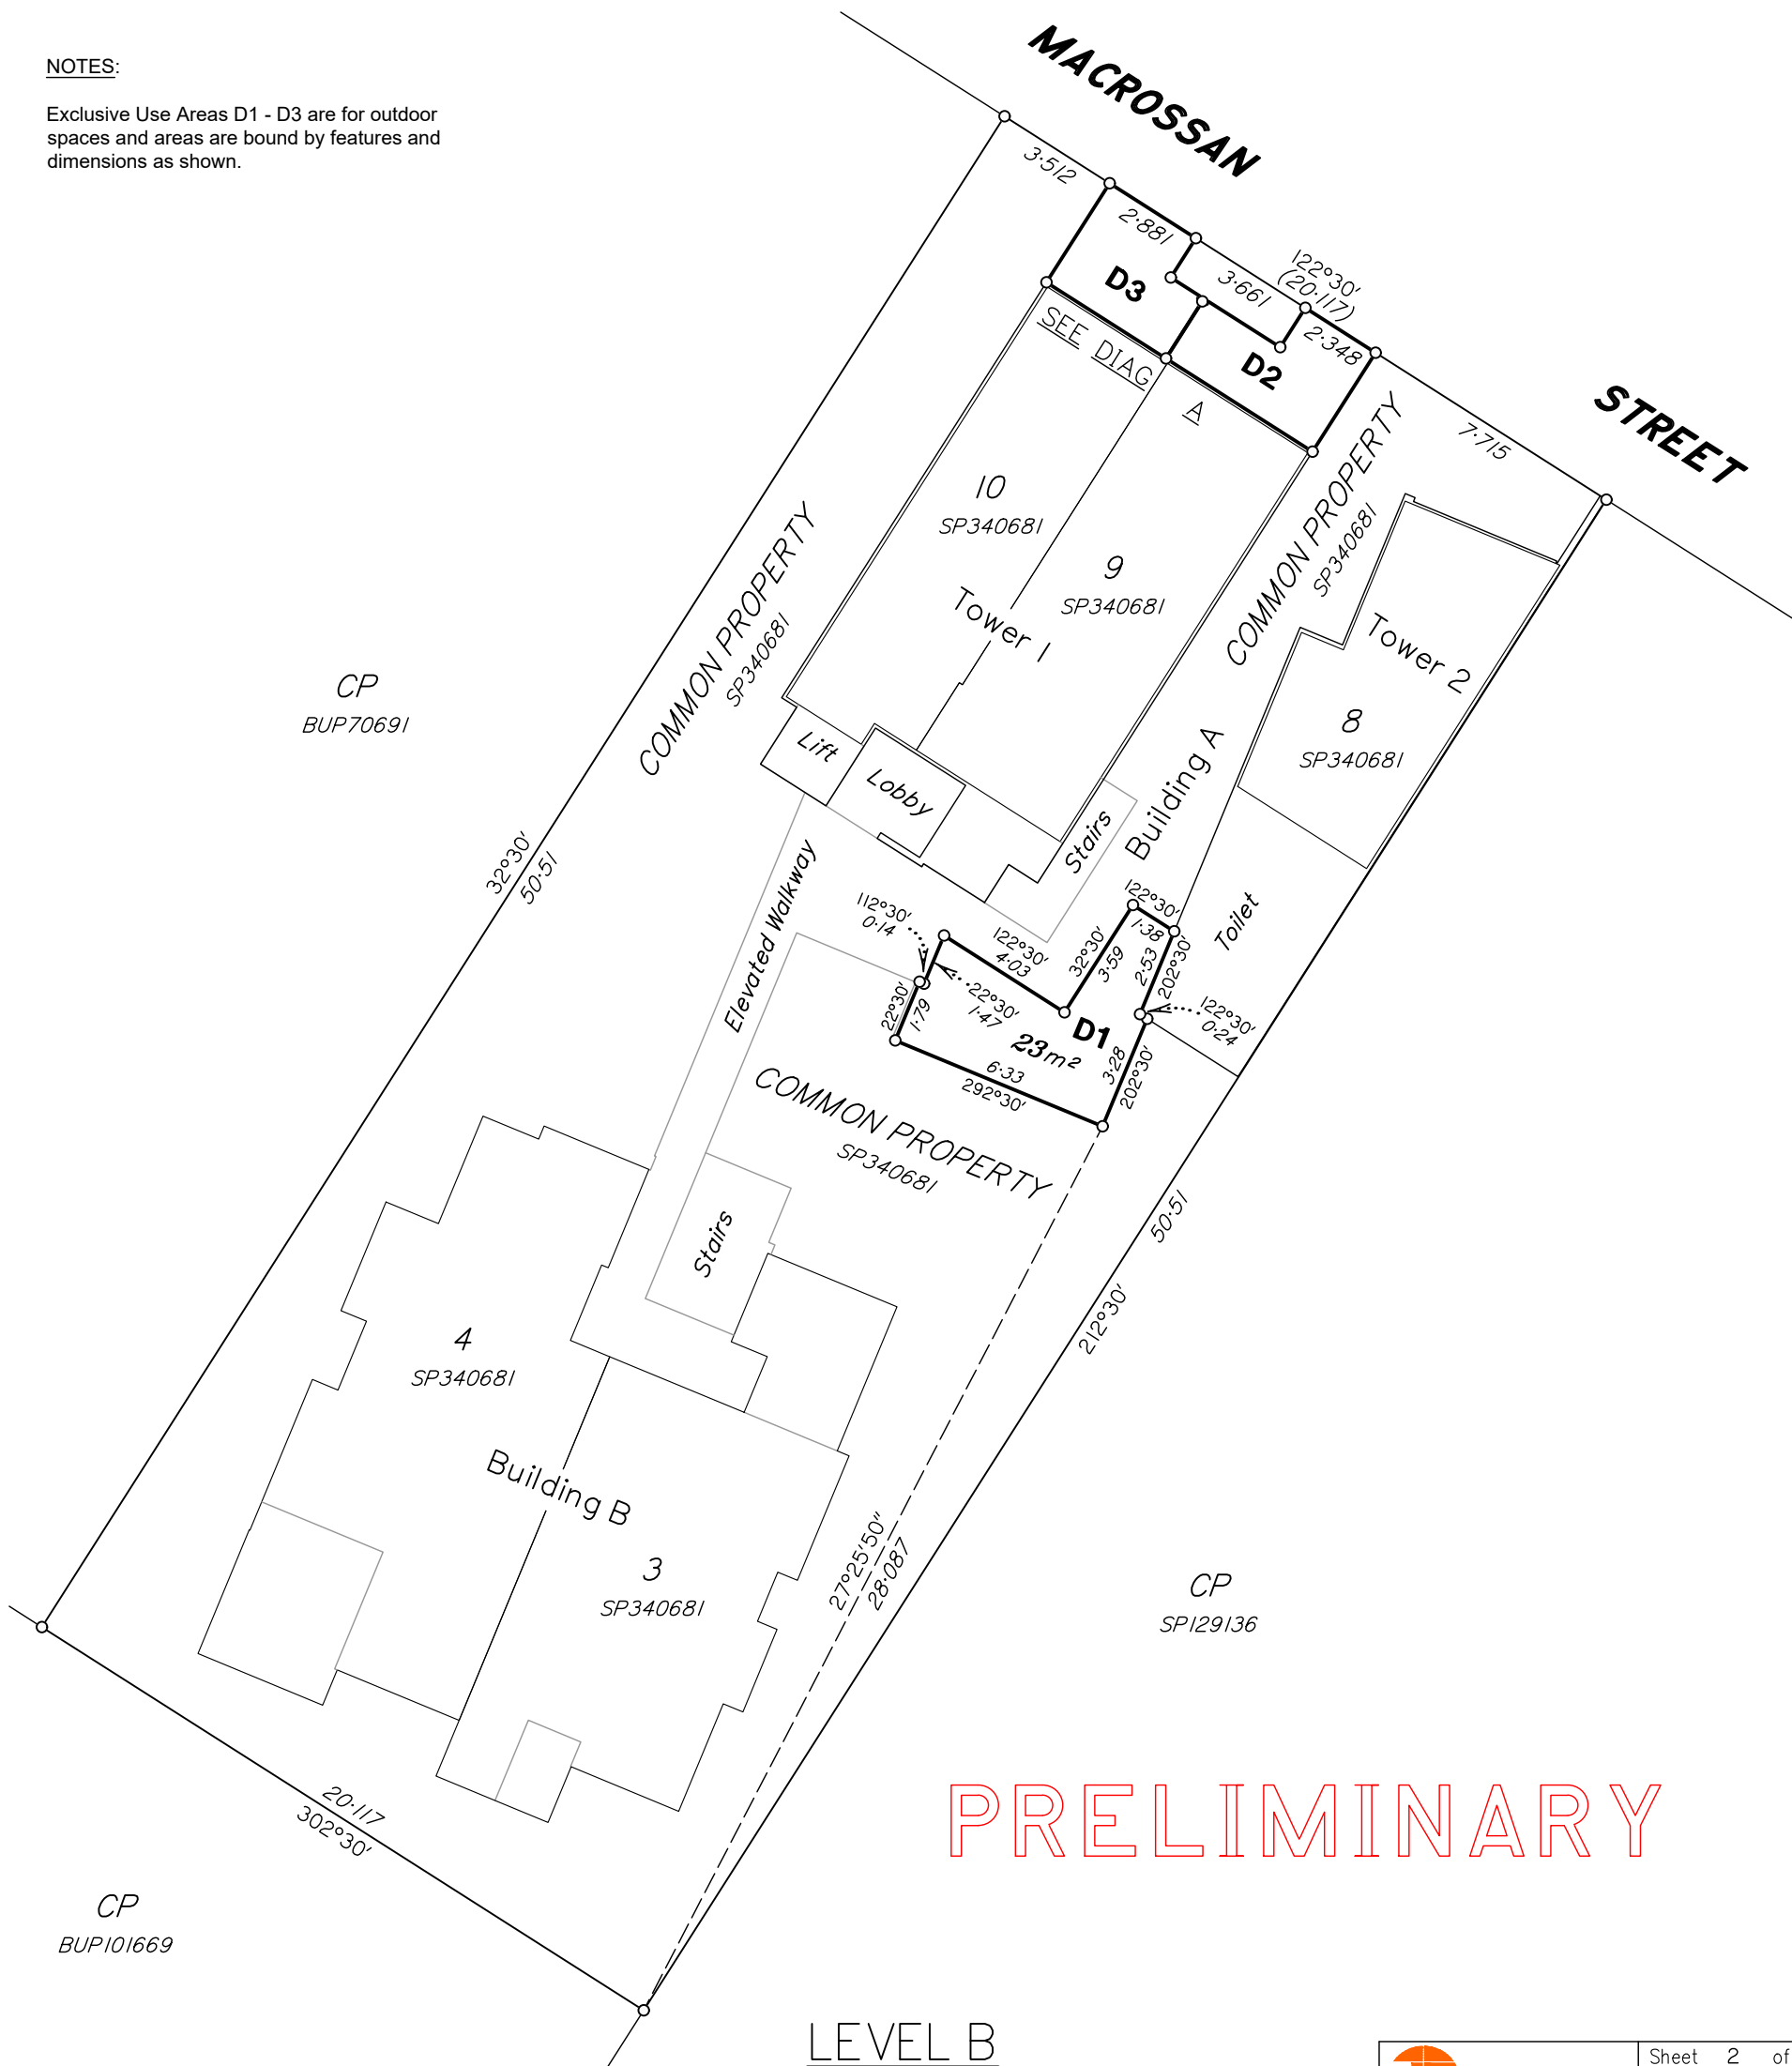 NOTES:
Exclusive Use Areas D1 - D3 are for outdoor
spaces and areas are bound by features and
dimensions as shown.
MACROSSAN
STREET
3·512
2·881
3·661
122°30'
(20·117)
2·348
7·715
D3
D2
SEE DIAG
A
10
SP340681
9
SP340681
Tower 1
COMMON PROPERTY
SP340681
COMMON PROPERTY
SP340681
Tower 2
8
SP340681
CP
BUP70691
Lift
Lobby
Stairs
Building A
Toilet
32°30'
50·51
Elevated Walkway
112°30'
0·14
122°30'
4·03
32°30'
3·59
122°30'
1·38
2·53
202°30'
122°30'
0·24
22°30'
1·79
22°30'
1·47
D1
23m²
3·28
202°30'
6·33
292°30'
COMMON PROPERTY
SP340681
Stairs
50·51
212°30'
4
SP340681
Building B
3
SP340681
27°25'50"
28·087
CP
SP129136
20·117
302°30'
PRELIMINARY
CP
BUP101669
LEVEL B
Sheet 2 of